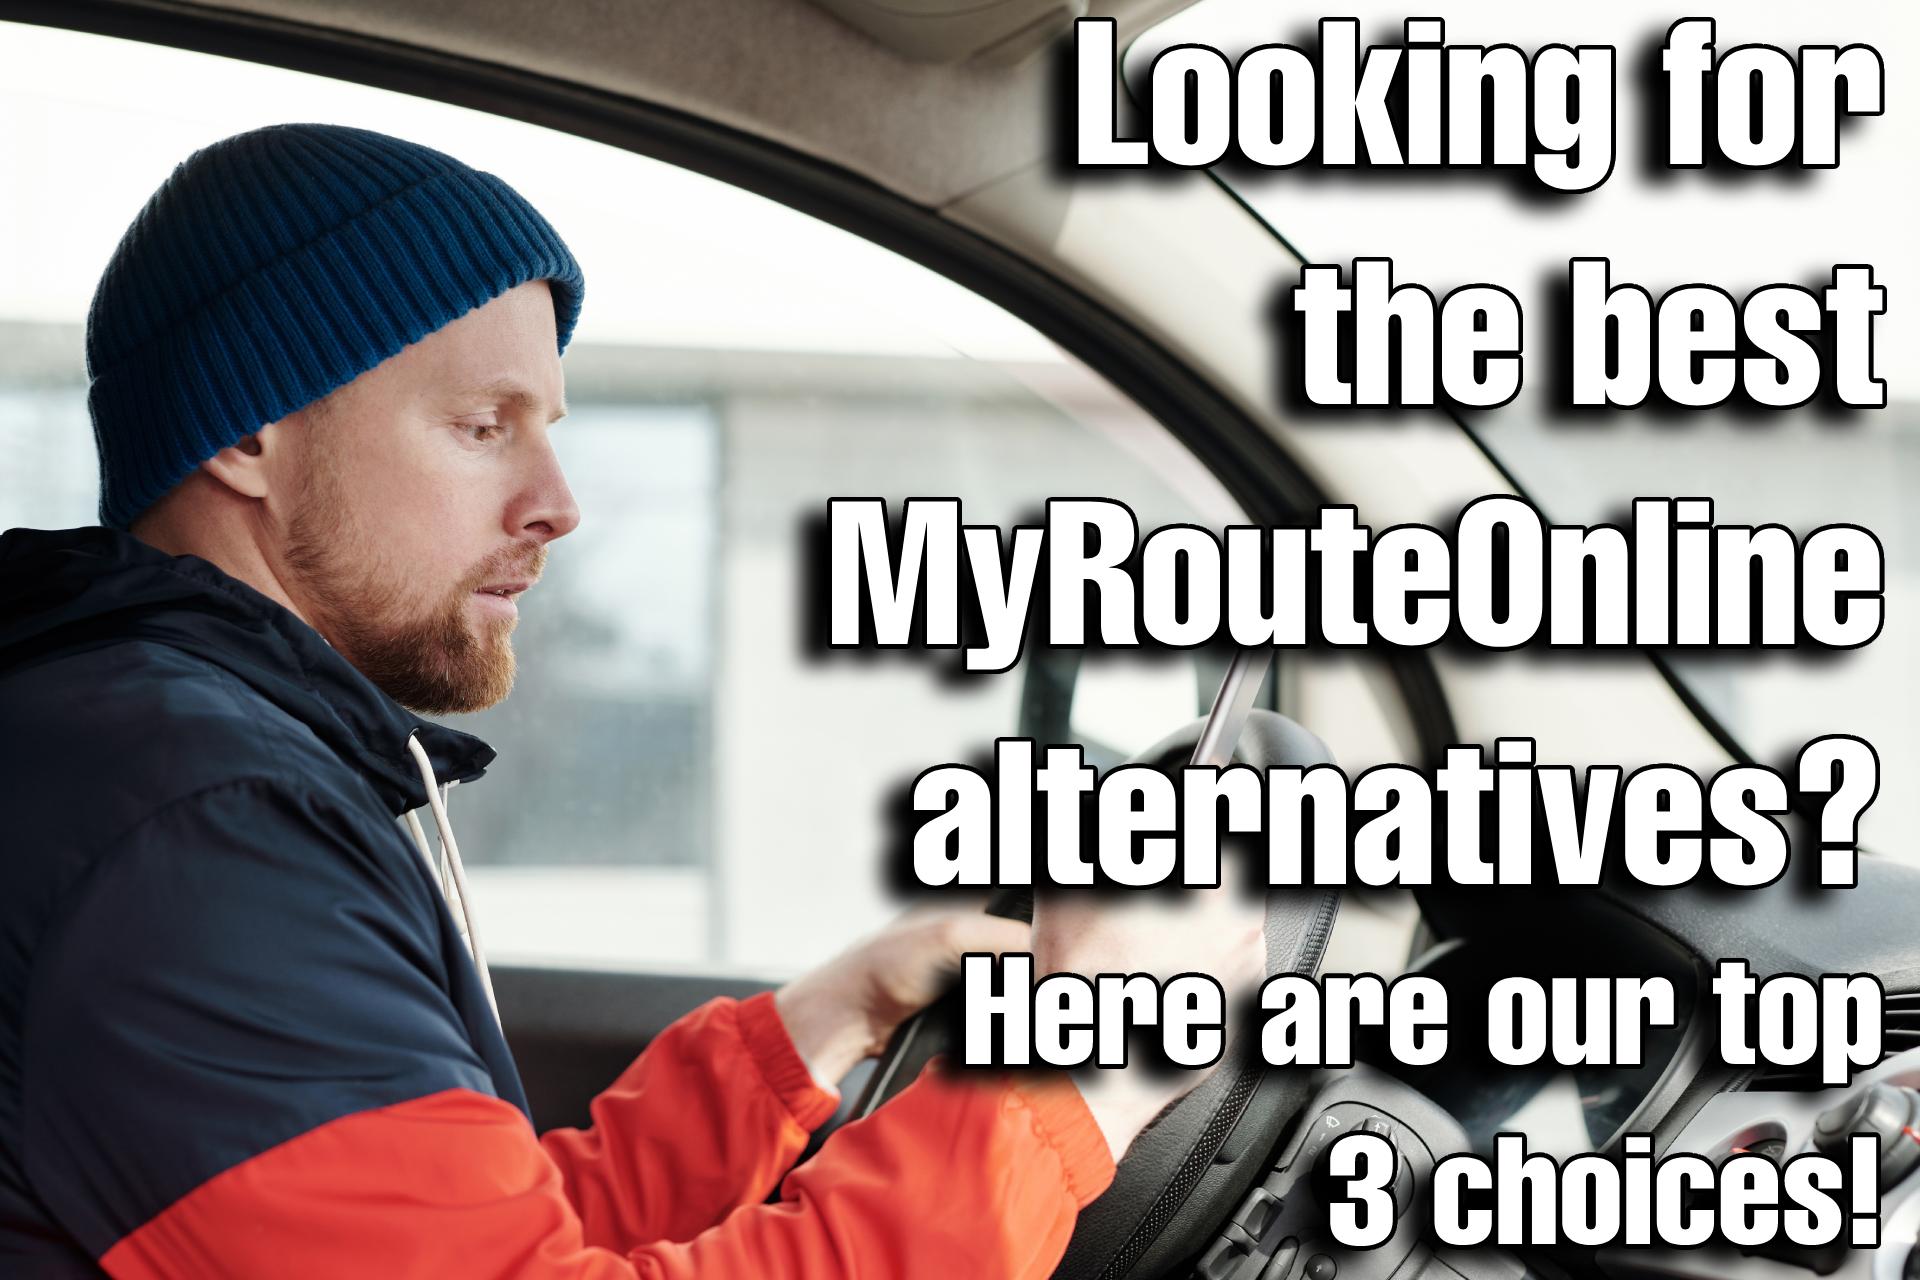 Looking for
the best
MyRouteOnline
alternatives?
Here are our top
3 choices!